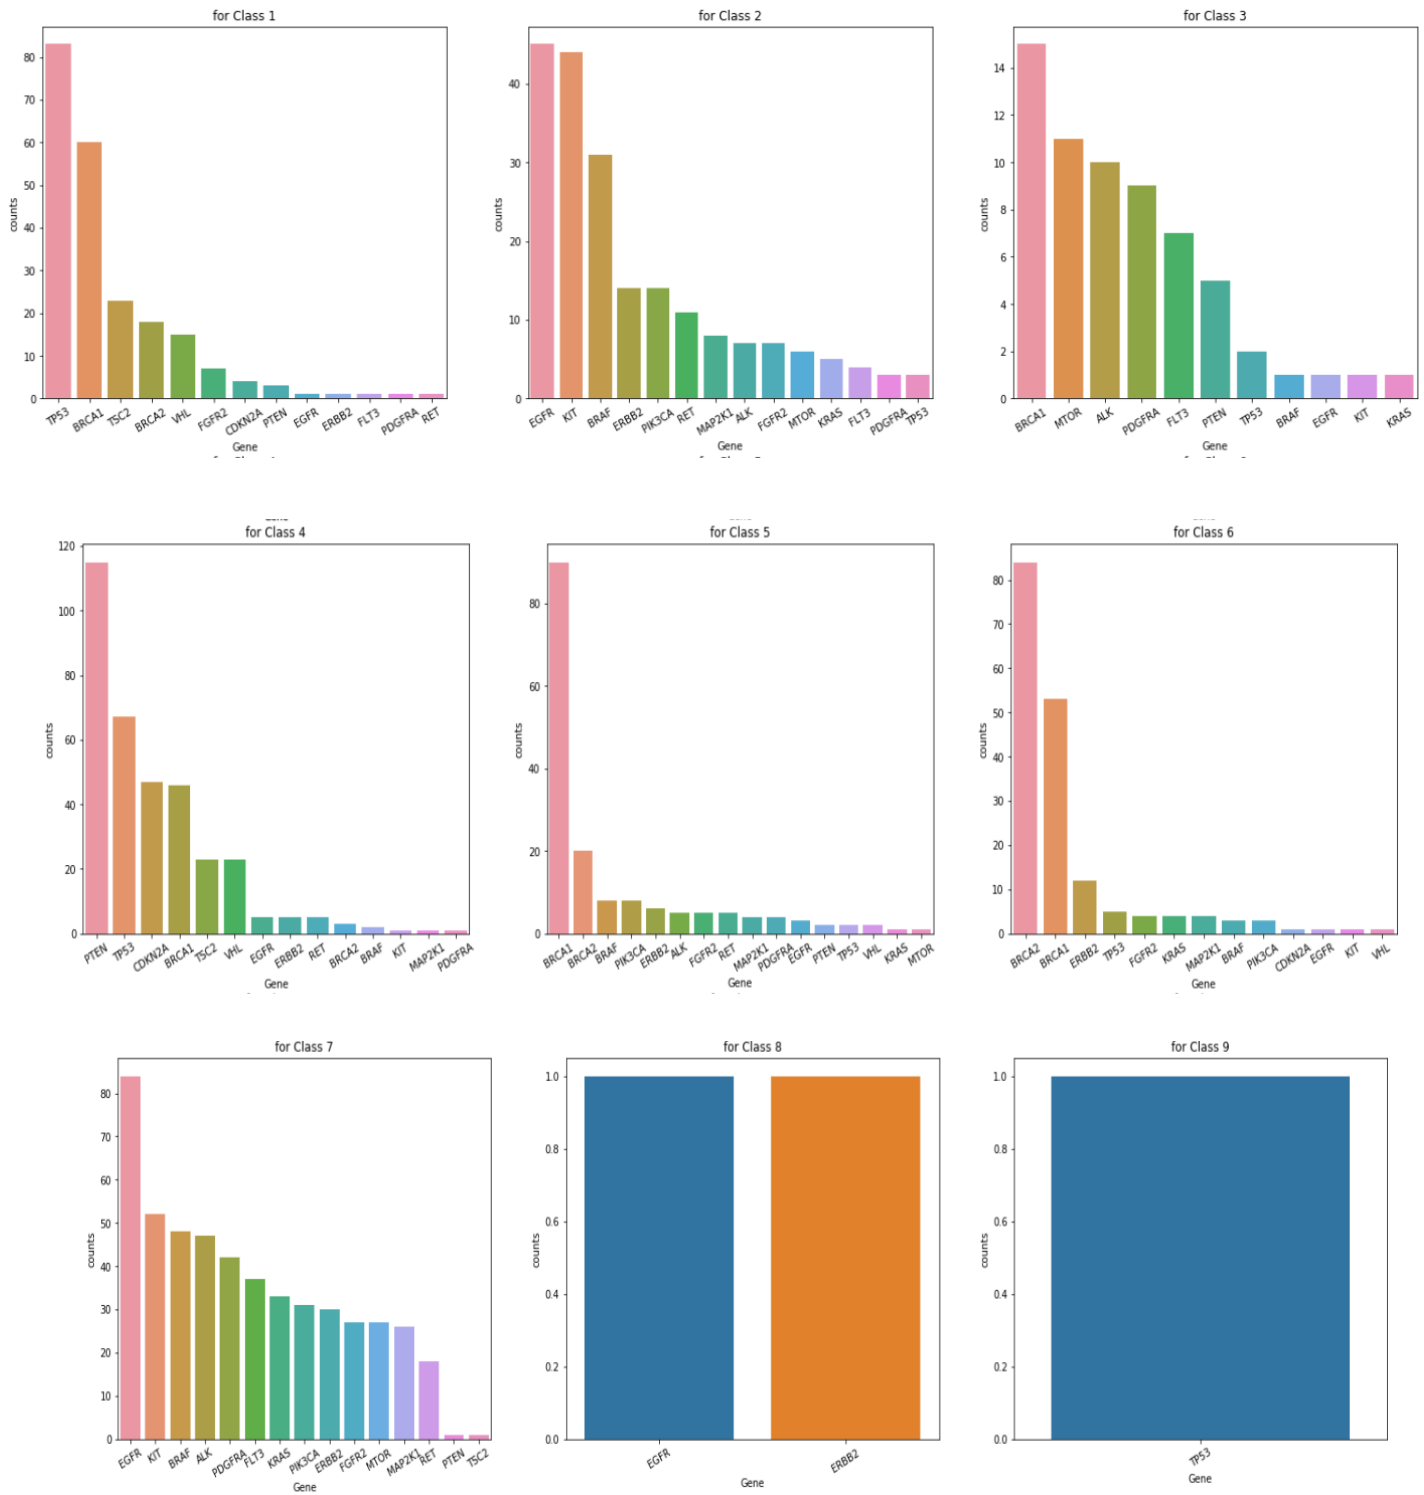 for Class 1
80
70
60
50
40
30
20
10
0
counts
TP53 BRCA1 TSC2 BRCA2 VHL FGFR2 CDKN2A PTEN EGFR ERBB2 FLT3 PDGFRA RET
Gene
for Class 2
40
30
20
10
0
counts
EGFR KIT BRAF ERBB2 PIK3CA RET MAP2K1 ALK FGFR2 MTOR KRAS FLT3 PDGFRA TP53
Gene
for Class 3
14
12
10
8
6
4
2
0
counts
BRCA1 MTOR ALK PDGFRA FLT3 PTEN TP53 BRAF EGFR KIT KRAS
Gene
for Class 4
120
100
80
60
40
20
0
counts
PTEN TP53 CDKN2A BRCA1 TSC2 VHL EGFR ERBB2 RET BRCA2 BRAF KIT MAP2K1 PDGFRA
Gene
for Class 5
80
60
40
20
0
counts
BRCA1 BRCA2 BRAF PIK3CA ERBB2 ALK FGFR2 RET MAP2K1 PDGFRA EGFR PTEN TP53 VHL KRAS MTOR
Gene
for Class 6
80
70
60
50
40
30
20
10
0
counts
BRCA2 BRCA1 ERBB2 TP53 FGFR2 KRAS MAP2K1 BRAF PIK3CA CDKN2A EGFR KIT VHL
Gene
for Class 7
80
70
60
50
40
30
20
10
0
counts
EGFR KIT BRAF ALK PDGFRA FLT3 KRAS PIK3CA ERBB2 FGFR2 MTOR MAP2K1 RET PTEN TSC2
Gene
for Class 8
1.0
0.8
0.6
0.4
0.2
0.0
counts
EGFR ERBB2
Gene
for Class 9
1.0
0.8
0.6
0.4
0.2
0.0
counts
TP53
Gene